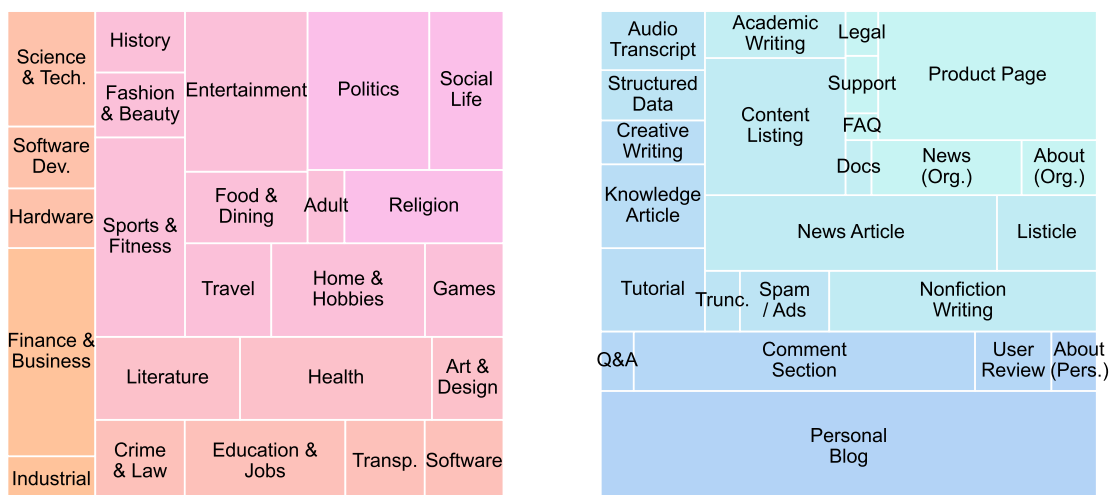 Science
& Tech.
Software
Dev.
Hardware
Finance &
Business
Industrial
History
Fashion
& Beauty
Sports &
Fitness
Entertainment
Politics
Social
Life
Food &
Dining
Adult
Religion
Travel
Home &
Hobbies
Games
Literature
Health
Art &
Design
Crime
& Law
Education &
Jobs
Transp.
Software
Audio
Transcript
Structured
Data
Creative
Writing
Knowledge
Article
Tutorial
Academic
Writing
Content
Listing
Legal
Support
FAQ
Docs
Product Page
News
(Org.)
About
(Org.)
News Article
Listicle
Trunc.
Spam
/ Ads
Nonfiction
Writing
Q&A
Comment
Section
User
Review
About
(Pers.)
Personal
Blog